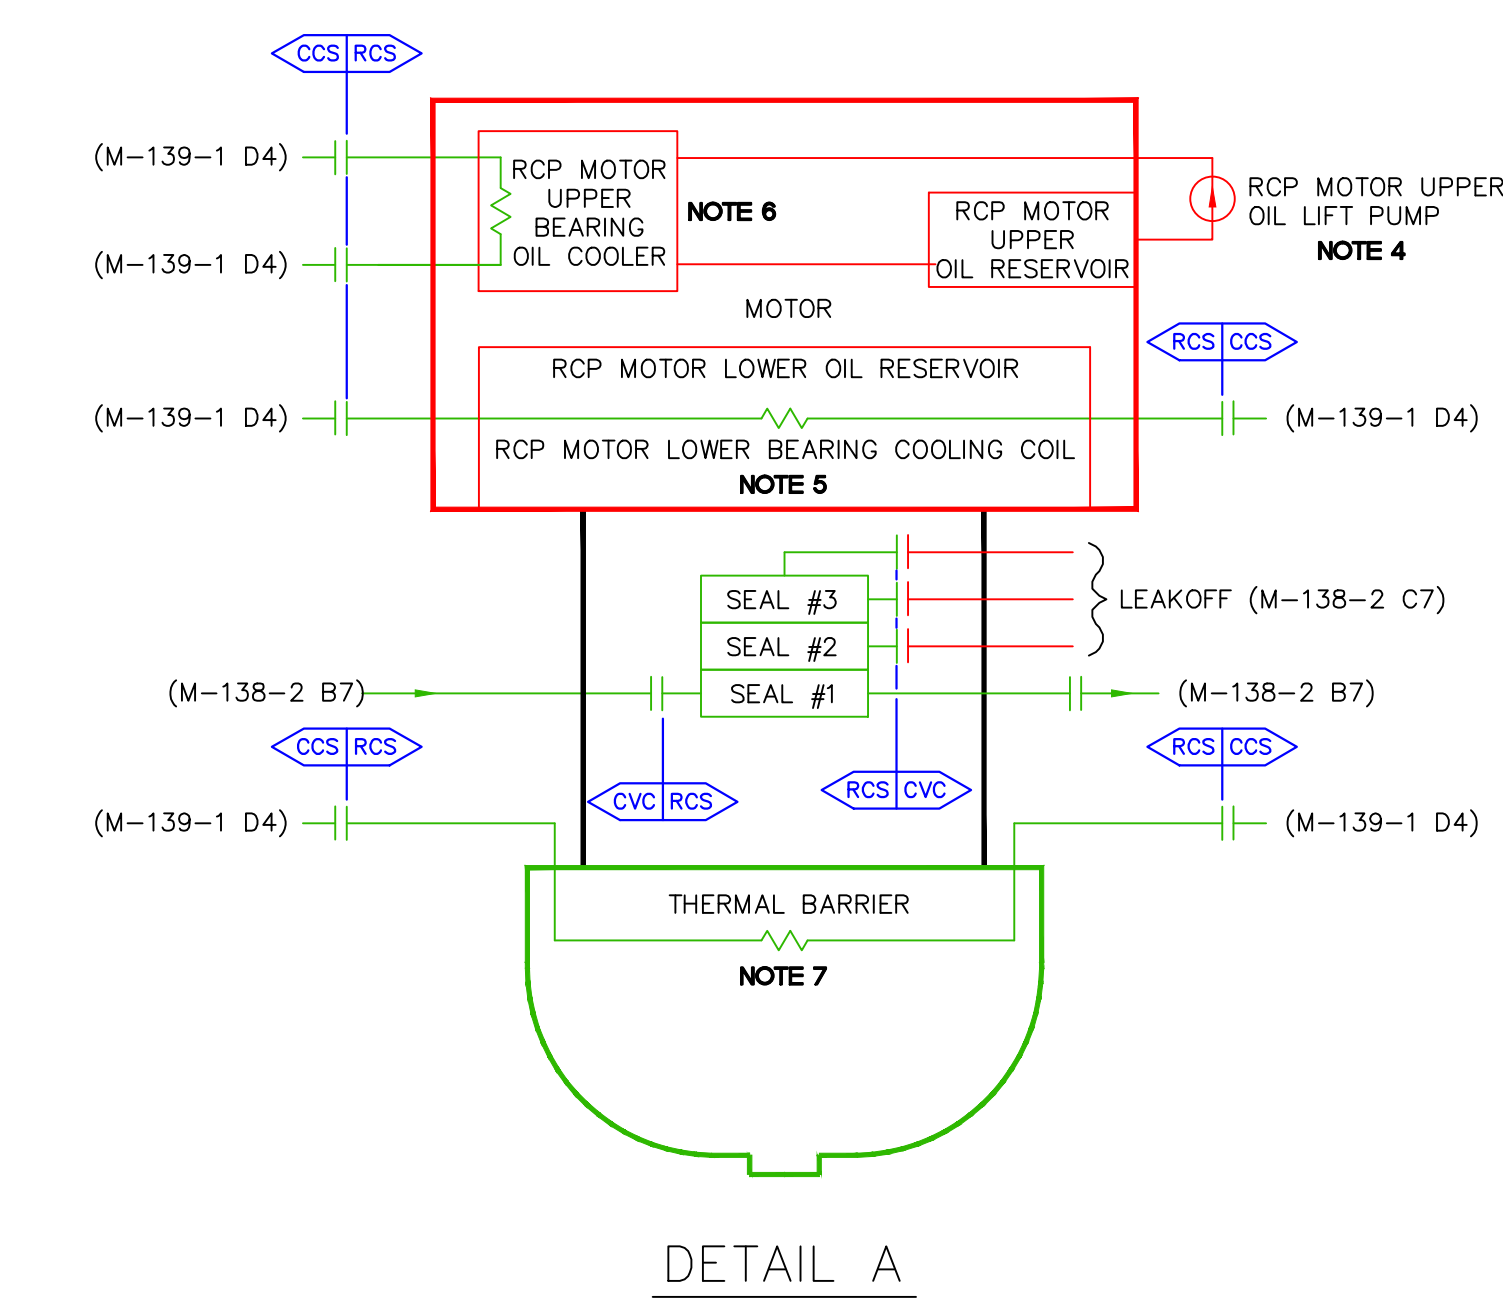 CCS RCS
(M-139-1 D4)
RCP MOTOR
UPPER
BEARING
OIL COOLER
NOTE 6
RCP MOTOR
UPPER
OIL RESERVOIR
RCP MOTOR UPPER
OIL LIFT PUMP
NOTE 4
(M-139-1 D4)
MOTOR
RCS CCS
RCP MOTOR LOWER OIL RESERVOIR
(M-139-1 D4)
(M-139-1 D4)
RCP MOTOR LOWER BEARING COOLING COIL
NOTE 5
SEAL #3
LEAKOFF (M-138-2 C7)
SEAL #2
(M-138-2 B7)
SEAL #1
(M-138-2 B7)
CCS RCS
RCS CCS
CVC RCS
RCS CVC
(M-139-1 D4)
(M-139-1 D4)
THERMAL BARRIER
NOTE 7
DETAIL A